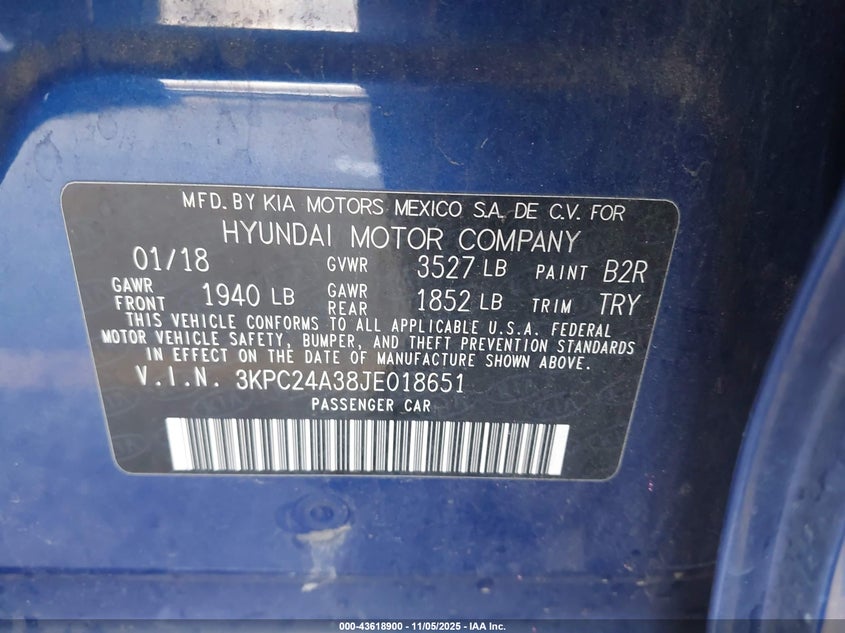 MFD. BY KIA MOTORS MEXICO S.A. DE C.V. FOR
HYUNDAI MOTOR COMPANY
01/18 GVWR 3527 LB PAINT B2R
GAWR FRONT 1940 LB GAWR REAR 1852 LB TRIM TRY
THIS VEHICLE CONFORMS TO ALL APPLICABLE U.S.A. FEDERAL
MOTOR VEHICLE SAFETY, BUMPER, AND THEFT PREVENTION STANDARDS
IN EFFECT ON THE DATE OF MANUFACTURE SHOWN ABOVE.
V.I.N. 3KPC24A38JE018651
PASSENGER CAR
000-43618900 - 11/05/2025 - IAA Inc.